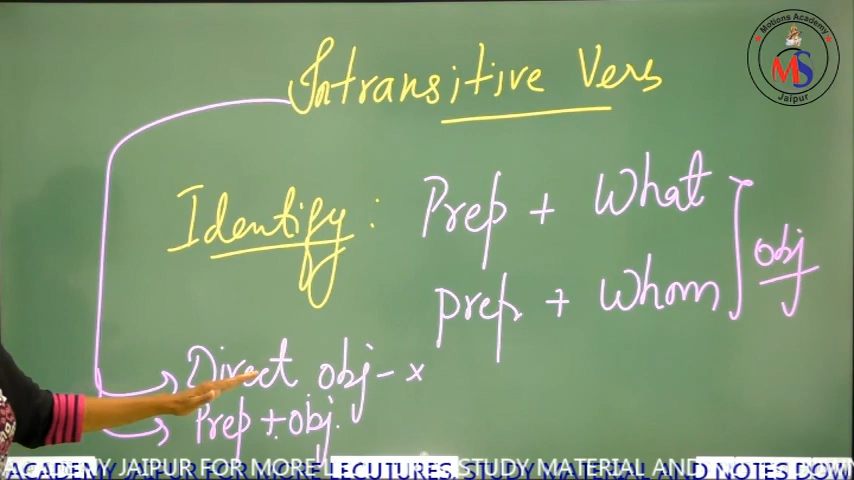 Motions Academy
MS
Jaipur
Intransitive Verb
Identify : Prep + What
Prep + Whom
obj
Direct obj - ×
Prep + obj.
ACADEMY JAIPUR FOR MORE LECUTURES, STUDY MATERIAL AND NOTES DOW